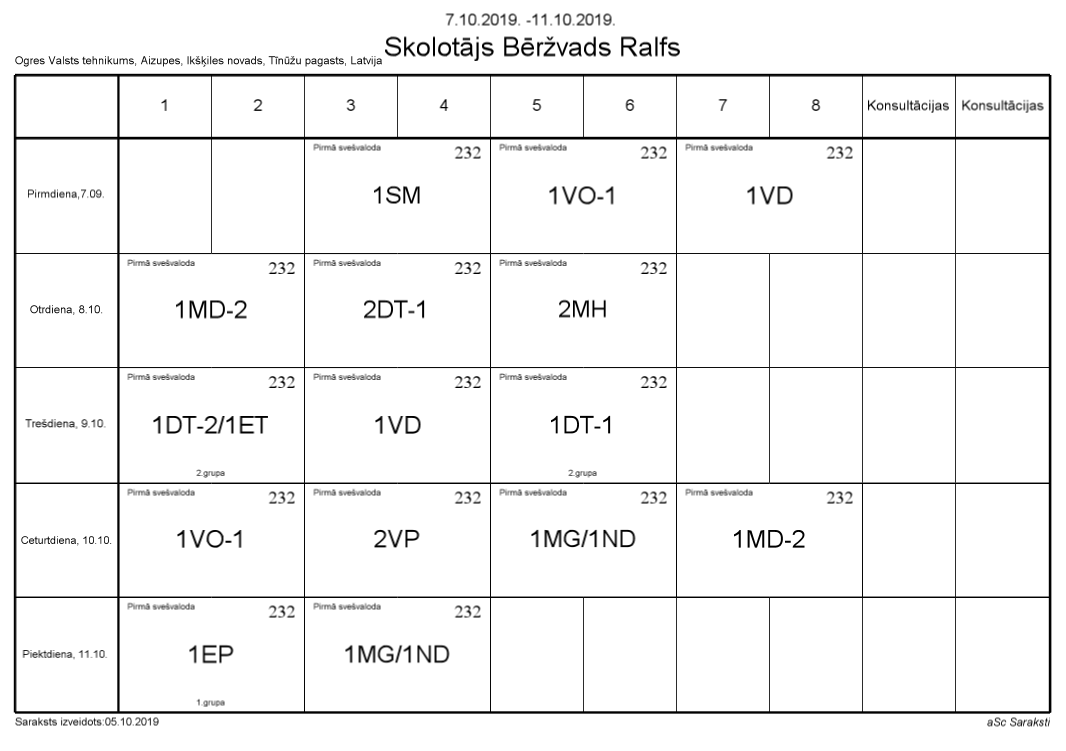 7.10.2019. -11.10.2019.
Skolotājs Bēržvads Ralfs
Ogres Valsts tehnikums, Aizupes, Ikšķiles novads, Tīnūžu pagasts, Latvija
1 2 3 4 5 6 7 8 Konsultācijas Konsultācijas
Pirmdiena,7.09.
Pirmā svešvaloda 232
1SM
Pirmā svešvaloda 232
1VO-1
Pirmā svešvaloda 232
1VD
Otrdiena, 8.10.
Pirmā svešvaloda 232
1MD-2
Pirmā svešvaloda 232
2DT-1
Pirmā svešvaloda 232
2MH
Trešdiena, 9.10.
Pirmā svešvaloda 232
1DT-2/1ET
2.grupa
Pirmā svešvaloda 232
1VD
Pirmā svešvaloda 232
1DT-1
2.grupa
Ceturtdiena, 10.10.
Pirmā svešvaloda 232
1VO-1
Pirmā svešvaloda 232
2VP
Pirmā svešvaloda 232
1MG/1ND
Pirmā svešvaloda 232
1MD-2
Piektdiena, 11.10.
Pirmā svešvaloda 232
1EP
1.grupa
Pirmā svešvaloda 232
1MG/1ND
Saraksts izveidots:05.10.2019
aSc Saraksti